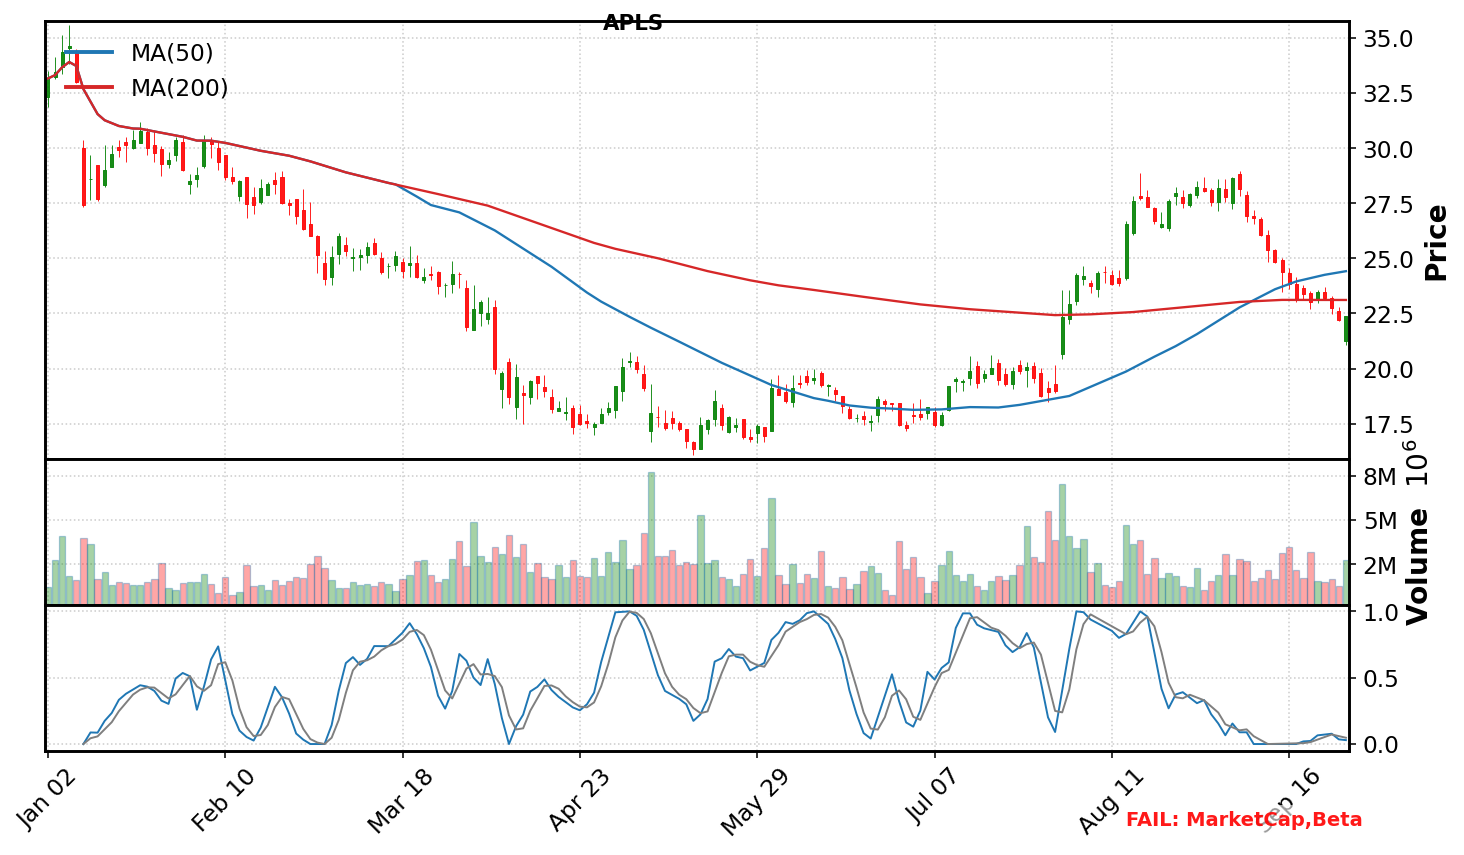 APLS
MA(50)
MA(200)
35.0
32.5
30.0
27.5
25.0
22.5
20.0
17.5
Price
8M
5M
2M
Volume 10⁶
1.0
0.5
0.0
Jan 02
Feb 10
Mar 18
Apr 23
May 29
Jul 07
Aug 11
Sep 16
FAIL: MarketCap,Beta